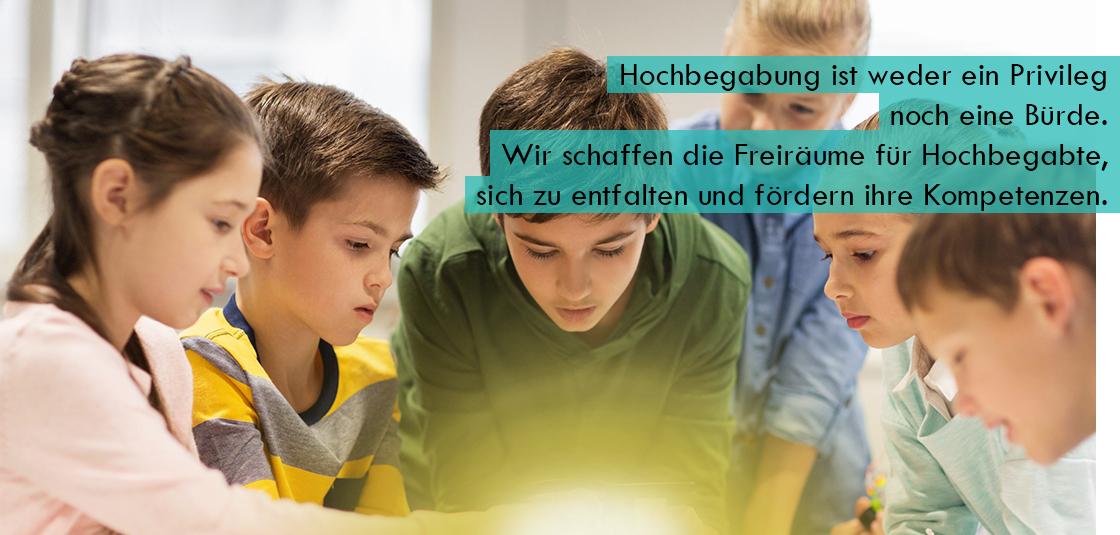 Hochbegabung ist weder ein Privileg
noch eine Bürde.
Wir schaffen die Freiräume für Hochbegabte,
sich zu entfalten und fördern ihre Kompetenzen.